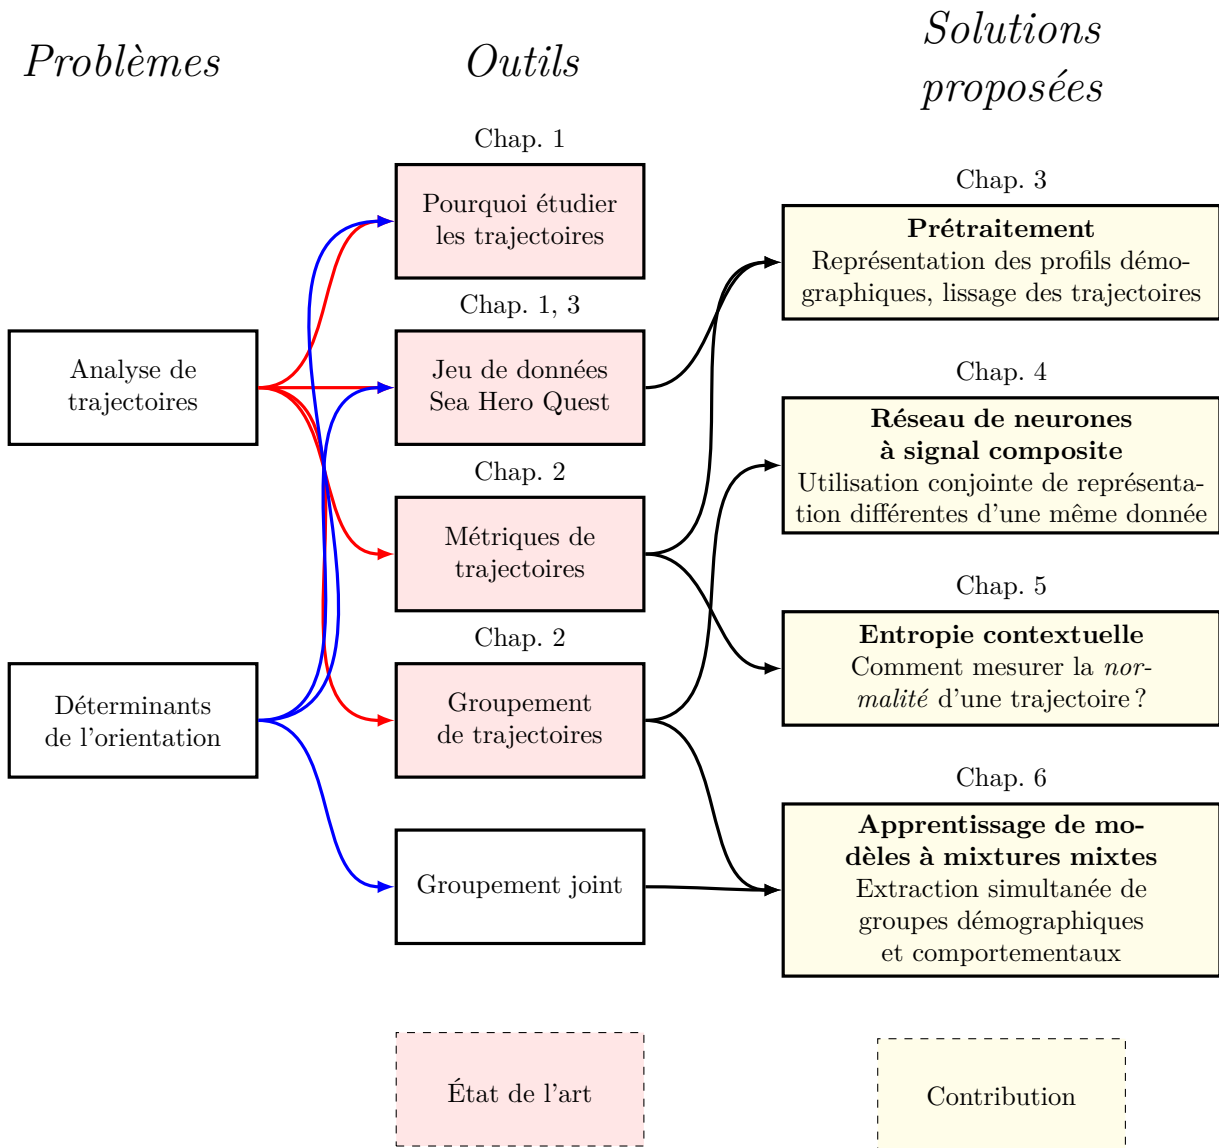 Problèmes
Outils
Solutions
proposées
Chap. 1
Pourquoi étudier
les trajectoires
Chap. 1, 3
Jeu de données
Sea Hero Quest
Chap. 2
Métriques de
trajectoires
Chap. 2
Groupement
de trajectoires
Groupement joint
Analyse de
trajectoires
Déterminants
de l'orientation
Chap. 3
Prétraitement
Représentation des profils démo-
graphiques, lissage des trajectoires
Chap. 4
Réseau de neurones
à signal composite
Utilisation conjointe de représenta-
tion différentes d'une même donnée
Chap. 5
Entropie contextuelle
Comment mesurer la nor-
malité d'une trajectoire ?
Chap. 6
Apprentissage de mo-
dèles à mixtures mixtes
Extraction simultanée de
groupes démographiques
et comportementaux
État de l'art
Contribution